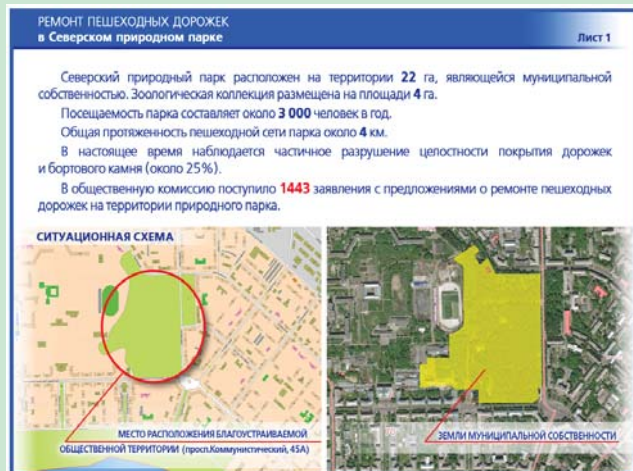 РЕМОНТ ПЕШЕХОДНЫХ ДОРОЖЕК
в Северском природном парке
Лист 1
Северский природный парк расположен на территории 22 га, являющейся муниципальной
собственностью. Зоологическая коллекция размещена на площади 4 га.
Посещаемость парка составляет около 3 000 человек в год.
Общая протяженность пешеходной сети парка около 4 км.
В настоящее время наблюдается частичное разрушение целостности покрытия дорожек
и бортового камня (около 25%).
В общественную комиссию поступило 1443 заявления с предложениями о ремонте пешеходных
дорожек на территории природного парка.
СИТУАЦИОННАЯ СХЕМА
МЕСТО РАСПОЛОЖЕНИЯ БЛАГОУСТРАИВАЕМОЙ
ОБЩЕСТВЕННОЙ ТЕРРИТОРИИ (просп.Коммунистический, 45А)
ЗЕМЛИ МУНИЦИПАЛЬНОЙ СОБСТВЕННОСТИ